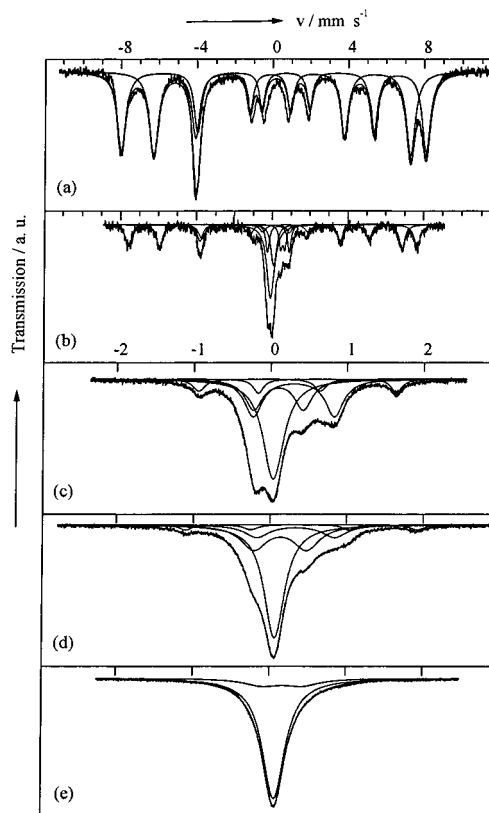 v / mm s⁻¹
-8 -4 0 4 8
(a)
Transmission / a. u.
(b)
-2 -1 0 1 2
(c)
(d)
(e)